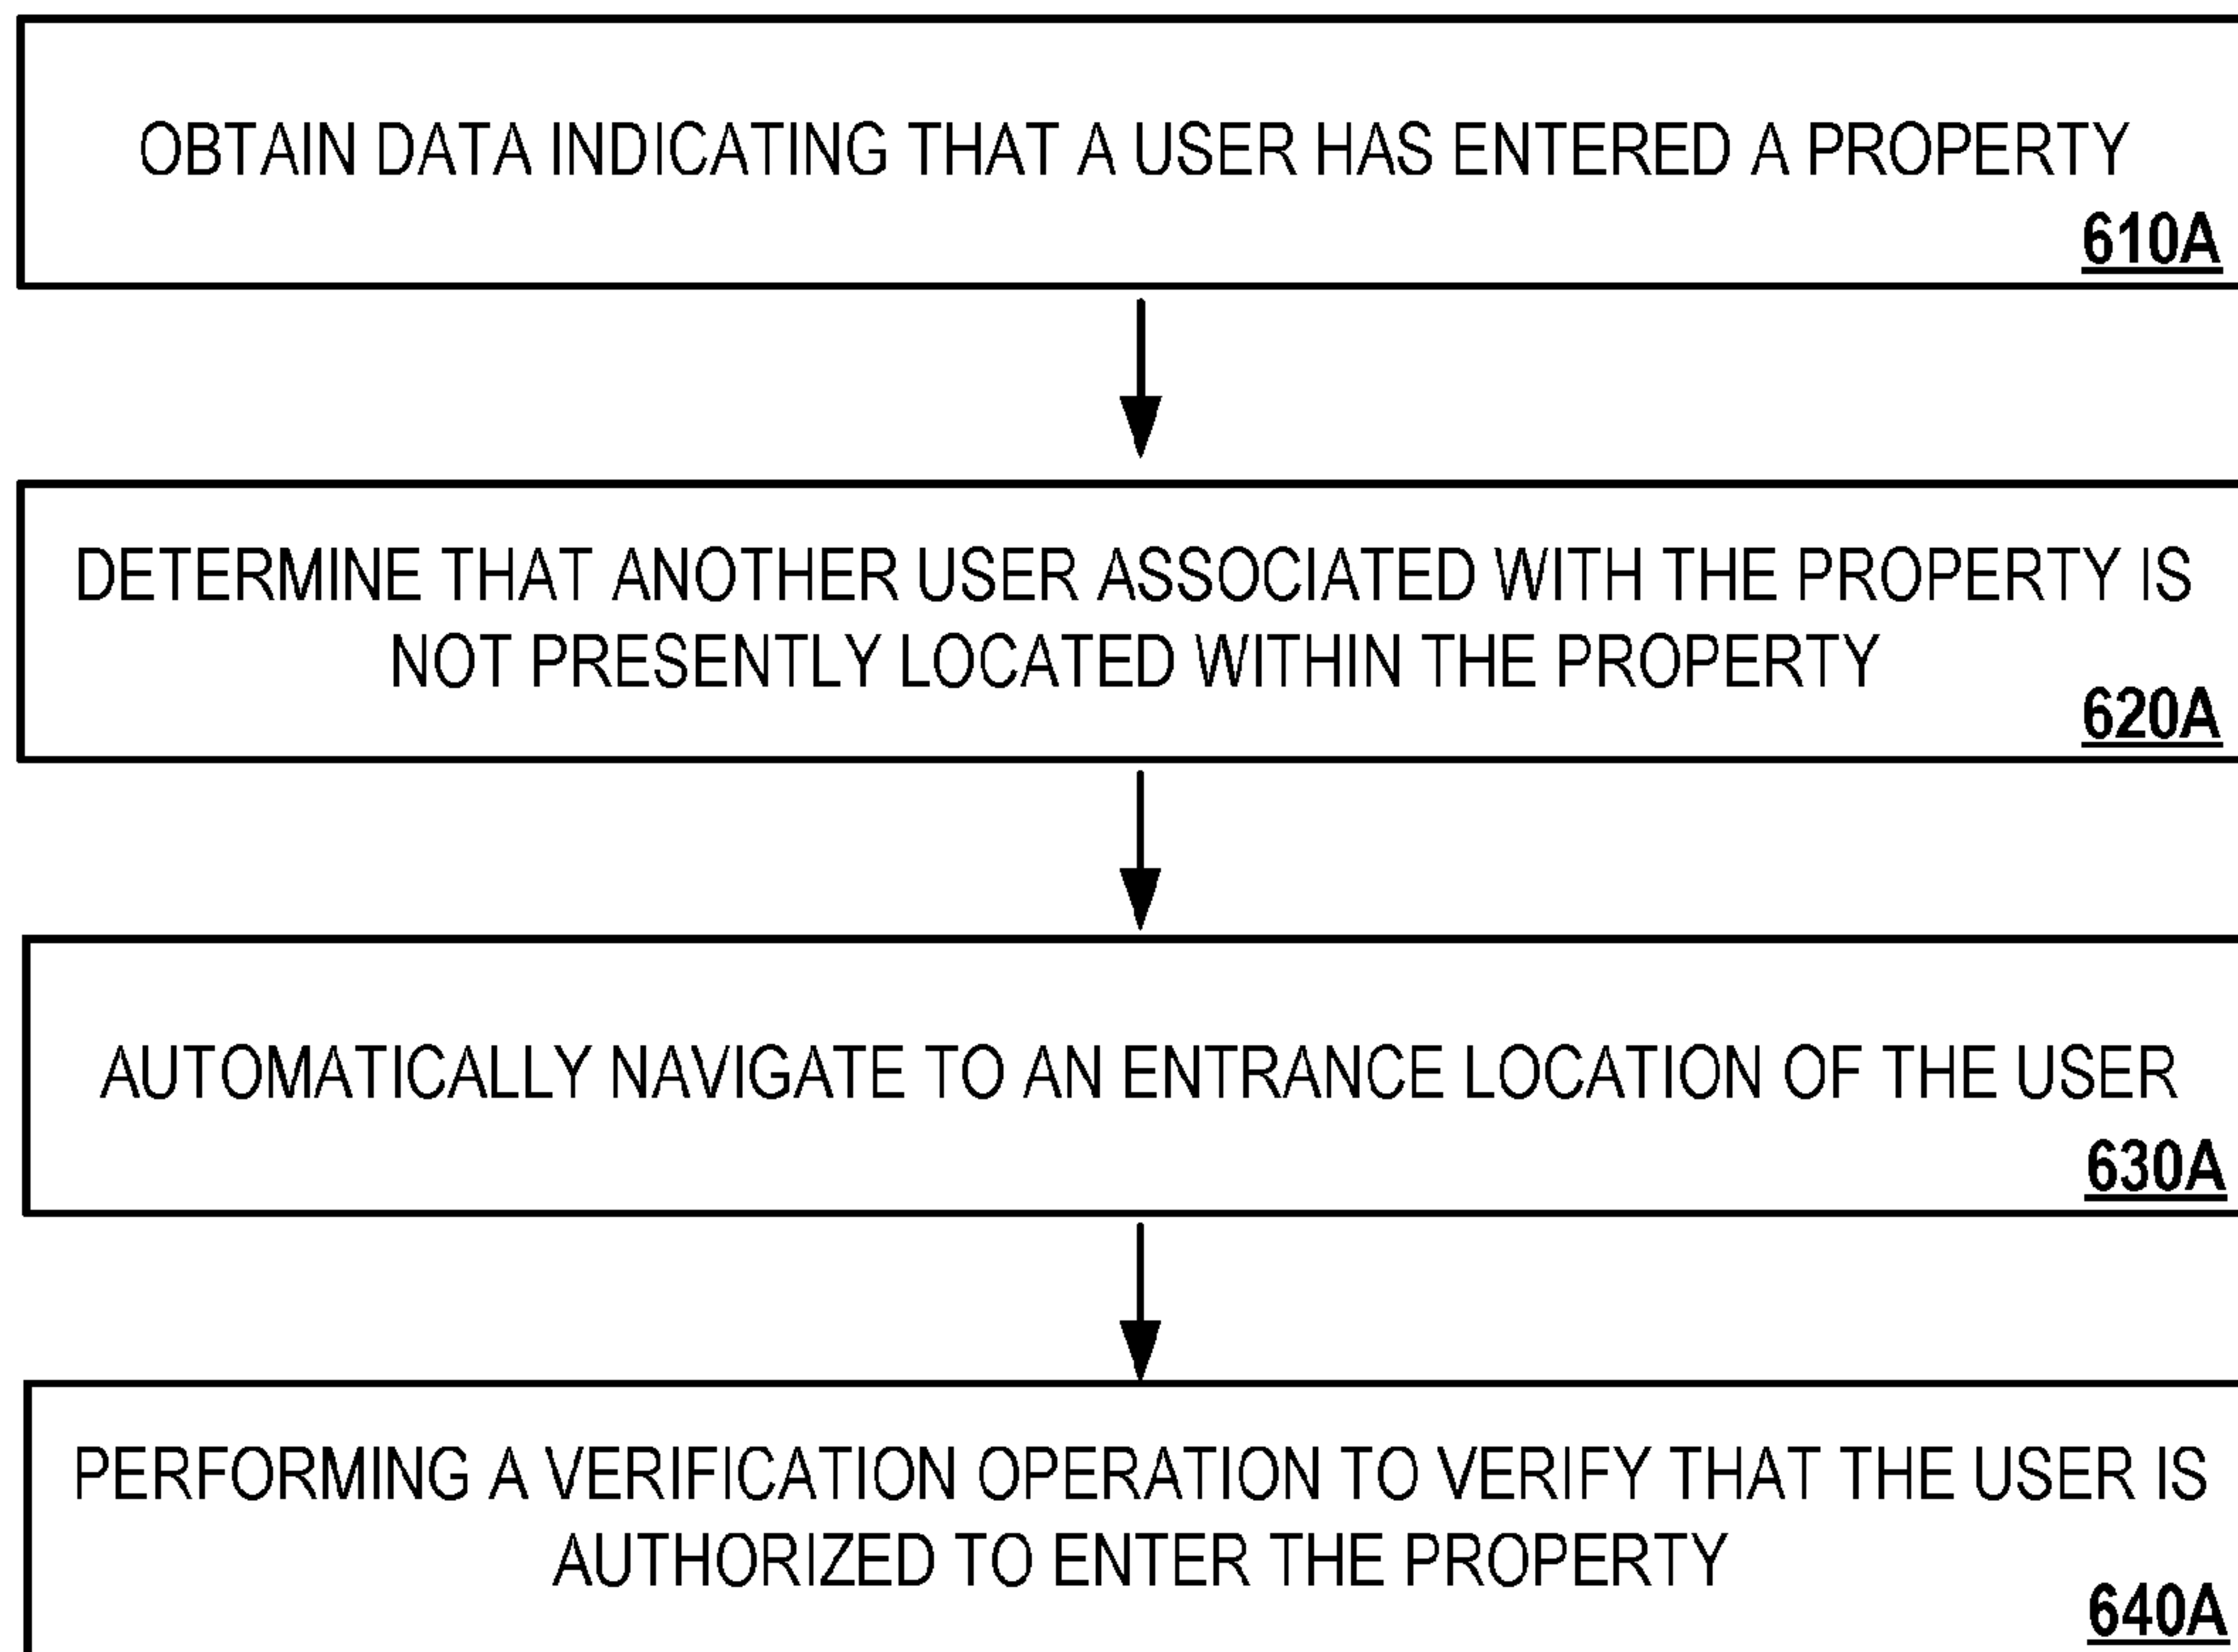 OBTAIN DATA INDICATING THAT A USER HAS ENTERED A PROPERTY
610A
DETERMINE THAT ANOTHER USER ASSOCIATED WITH THE PROPERTY IS
NOT PRESENTLY LOCATED WITHIN THE PROPERTY
620A
AUTOMATICALLY NAVIGATE TO AN ENTRANCE LOCATION OF THE USER
630A
PERFORMING A VERIFICATION OPERATION TO VERIFY THAT THE USER IS
AUTHORIZED TO ENTER THE PROPERTY
640A